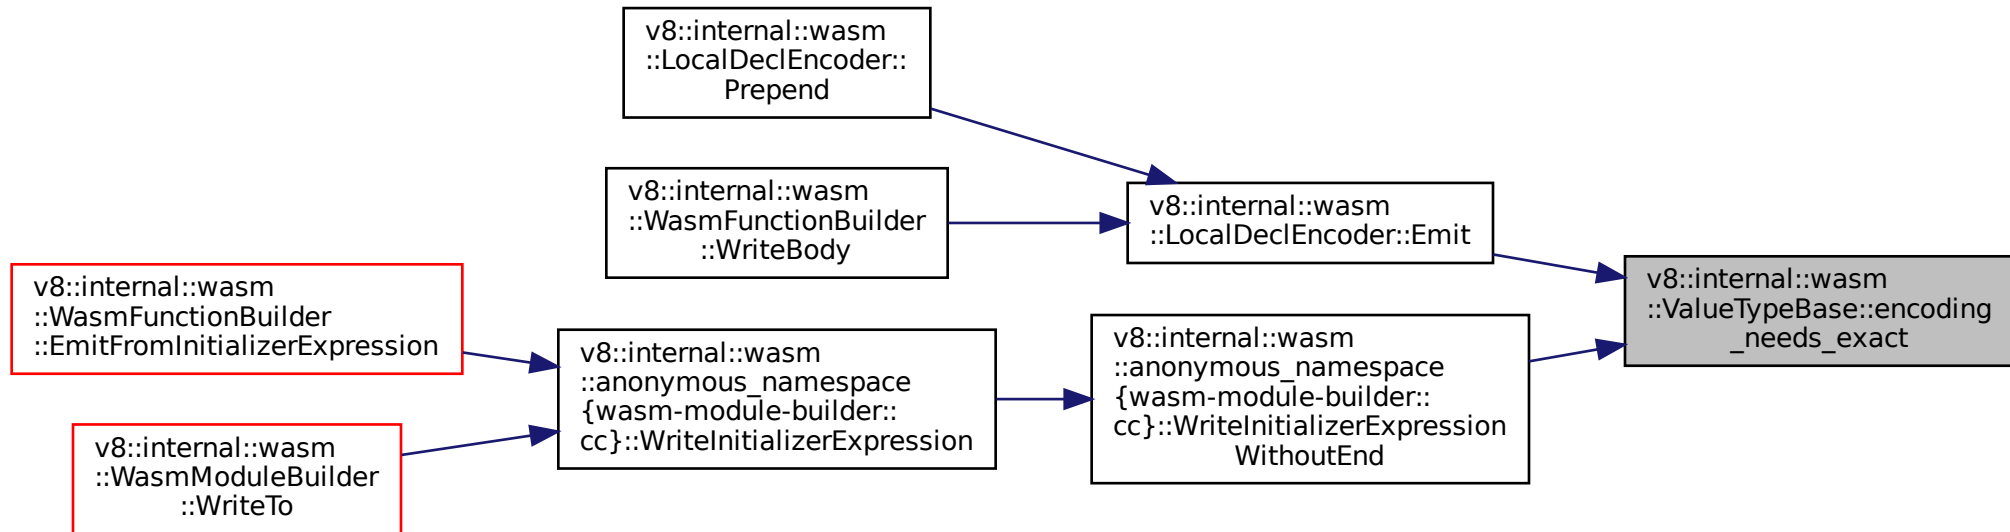 v8::internal::wasm
::LocalDeclEncoder::
Prepend
v8::internal::wasm
::WasmFunctionBuilder
::WriteBody
v8::internal::wasm
::LocalDeclEncoder::Emit
v8::internal::wasm
::ValueTypeBase::encoding
_needs_exact
v8::internal::wasm
::WasmFunctionBuilder
::EmitFromInitializerExpression
v8::internal::wasm
::anonymous_namespace
{wasm-module-builder::
cc}::WriteInitializerExpression
v8::internal::wasm
::anonymous_namespace
{wasm-module-builder::
cc}::WriteInitializerExpression
WithoutEnd
v8::internal::wasm
::WasmModuleBuilder
::WriteTo